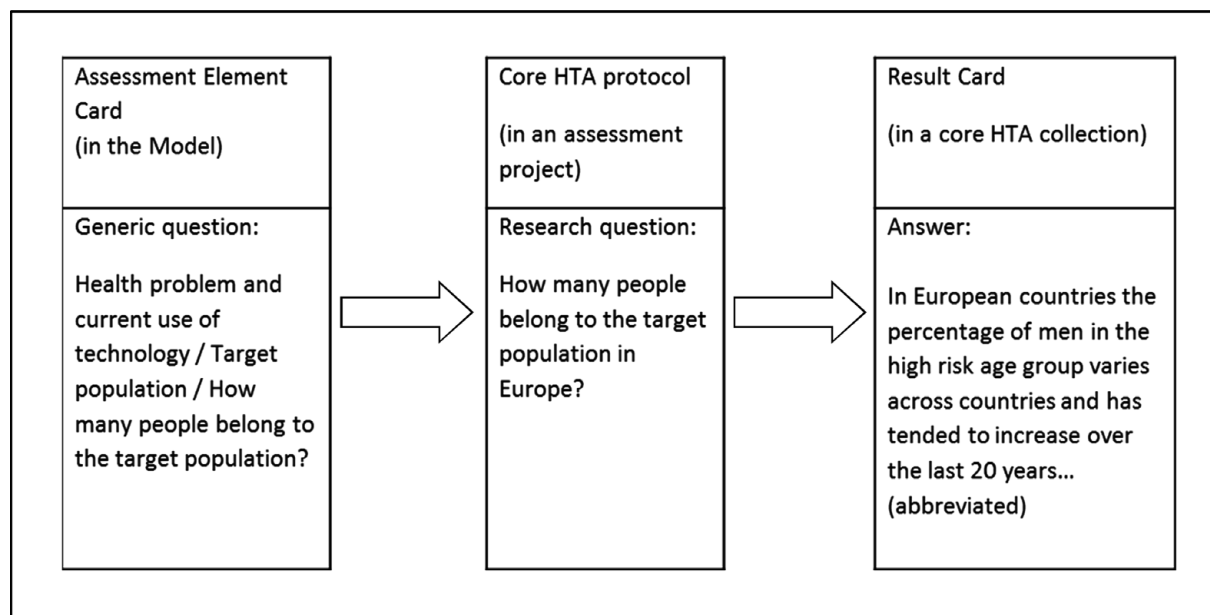 Assessment Element
Card
(in the Model)
Generic question:
Health problem and
current use of
technology / Target
population / How
many people belong to
the target population?
Core HTA protocol
(in an assessment
project)
Research question:
How many people
belong to the target
population in
Europe?
Result Card
(in a core HTA collection)
Answer:
In European countries the
percentage of men in the
high risk age group varies
across countries and has
tended to increase over
the last 20 years...
(abbreviated)